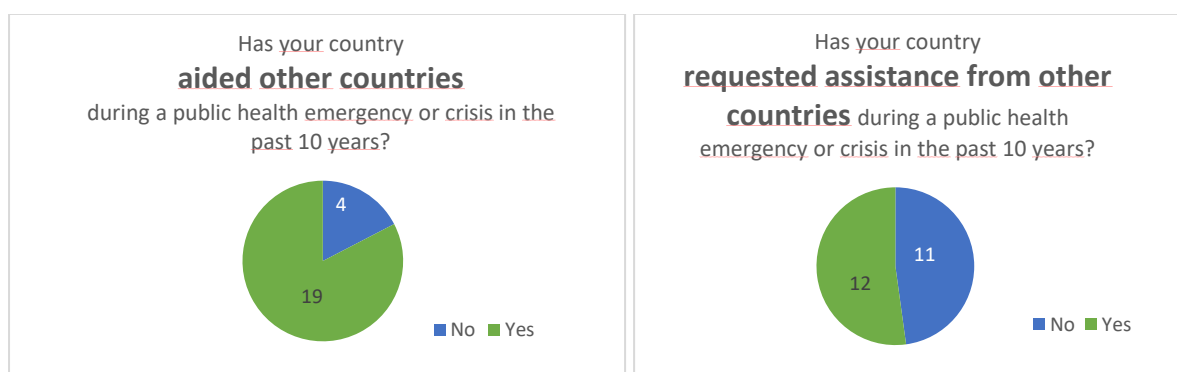 Has your country
aided other countries
during a public health emergency or crisis in the
past 10 years?
4
19
No Yes
Has your country
requested assistance from other
countries during a public health
emergency or crisis in the past 10 years?
11
12
No Yes